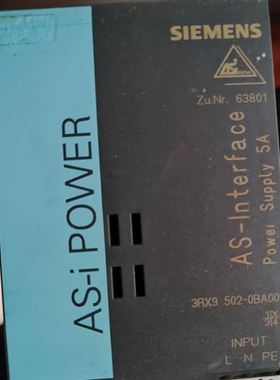 SIEMENS
Zu.Nr. 63801
AS-i POWER
AS-Interface
Power Supply 5A
3RX9 502-0BA00
INPUT
L N PE